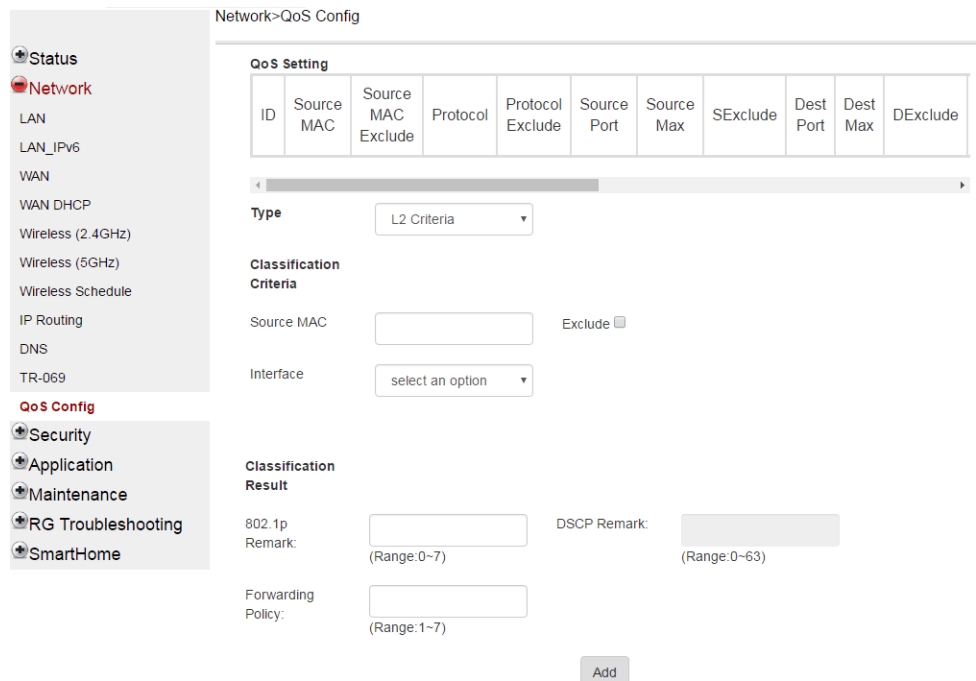 Network>QoS Config
Status
Network
LAN
LAN_IPv6
WAN
WAN DHCP
Wireless (2.4GHz)
Wireless (5GHz)
Wireless Schedule
IP Routing
DNS
TR-069
QoS Config
Security
Application
Maintenance
RG Troubleshooting
SmartHome
QoS Setting
ID
Source
MAC
Source
MAC
Exclude
Protocol
Protocol
Exclude
Source
Port
Source
Max
SExclude
Dest
Port
Dest
Max
DExclude
Type
L2 Criteria
Classification
Criteria
Source MAC
Exclude
Interface
select an option
Classification
Result
802.1p
Remark:
(Range:0~7)
DSCP Remark:
(Range:0~63)
Forwarding
Policy:
(Range:1~7)
Add